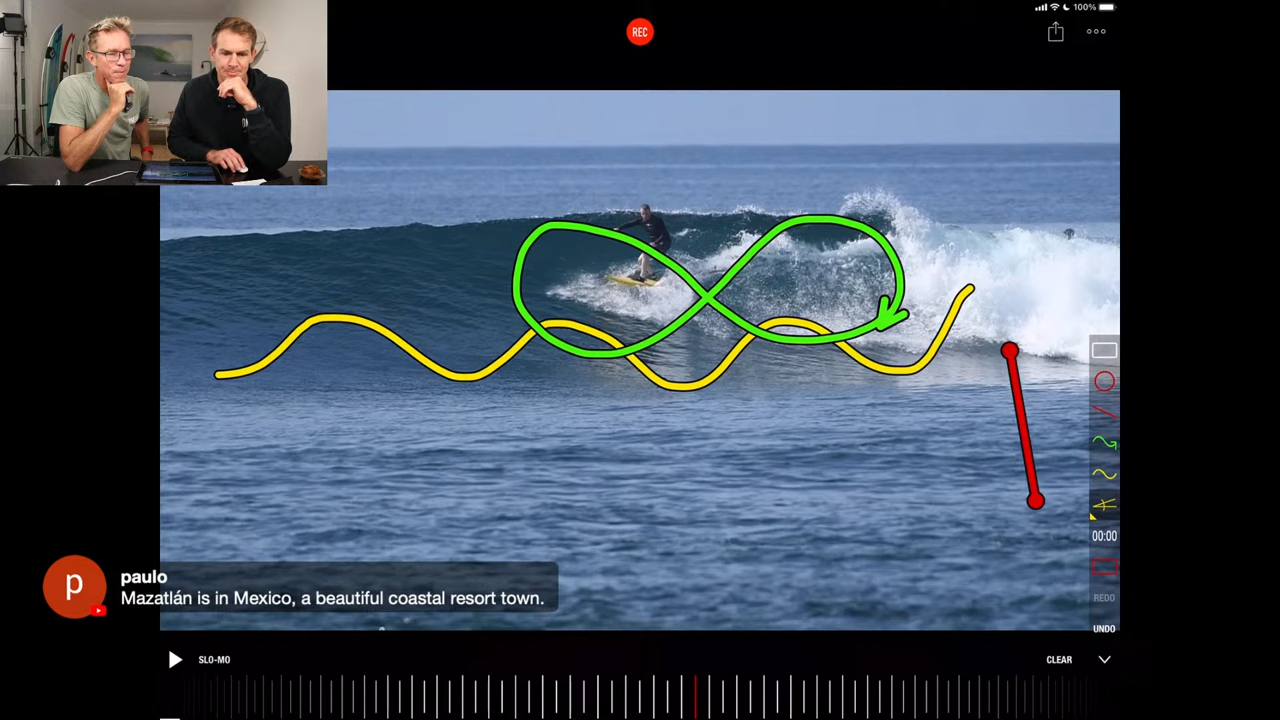 100%
REC
00:00
REDO
UNDO
p
paulo
Mazatlán is in Mexico, a beautiful coastal resort town.
SLO-MO
CLEAR